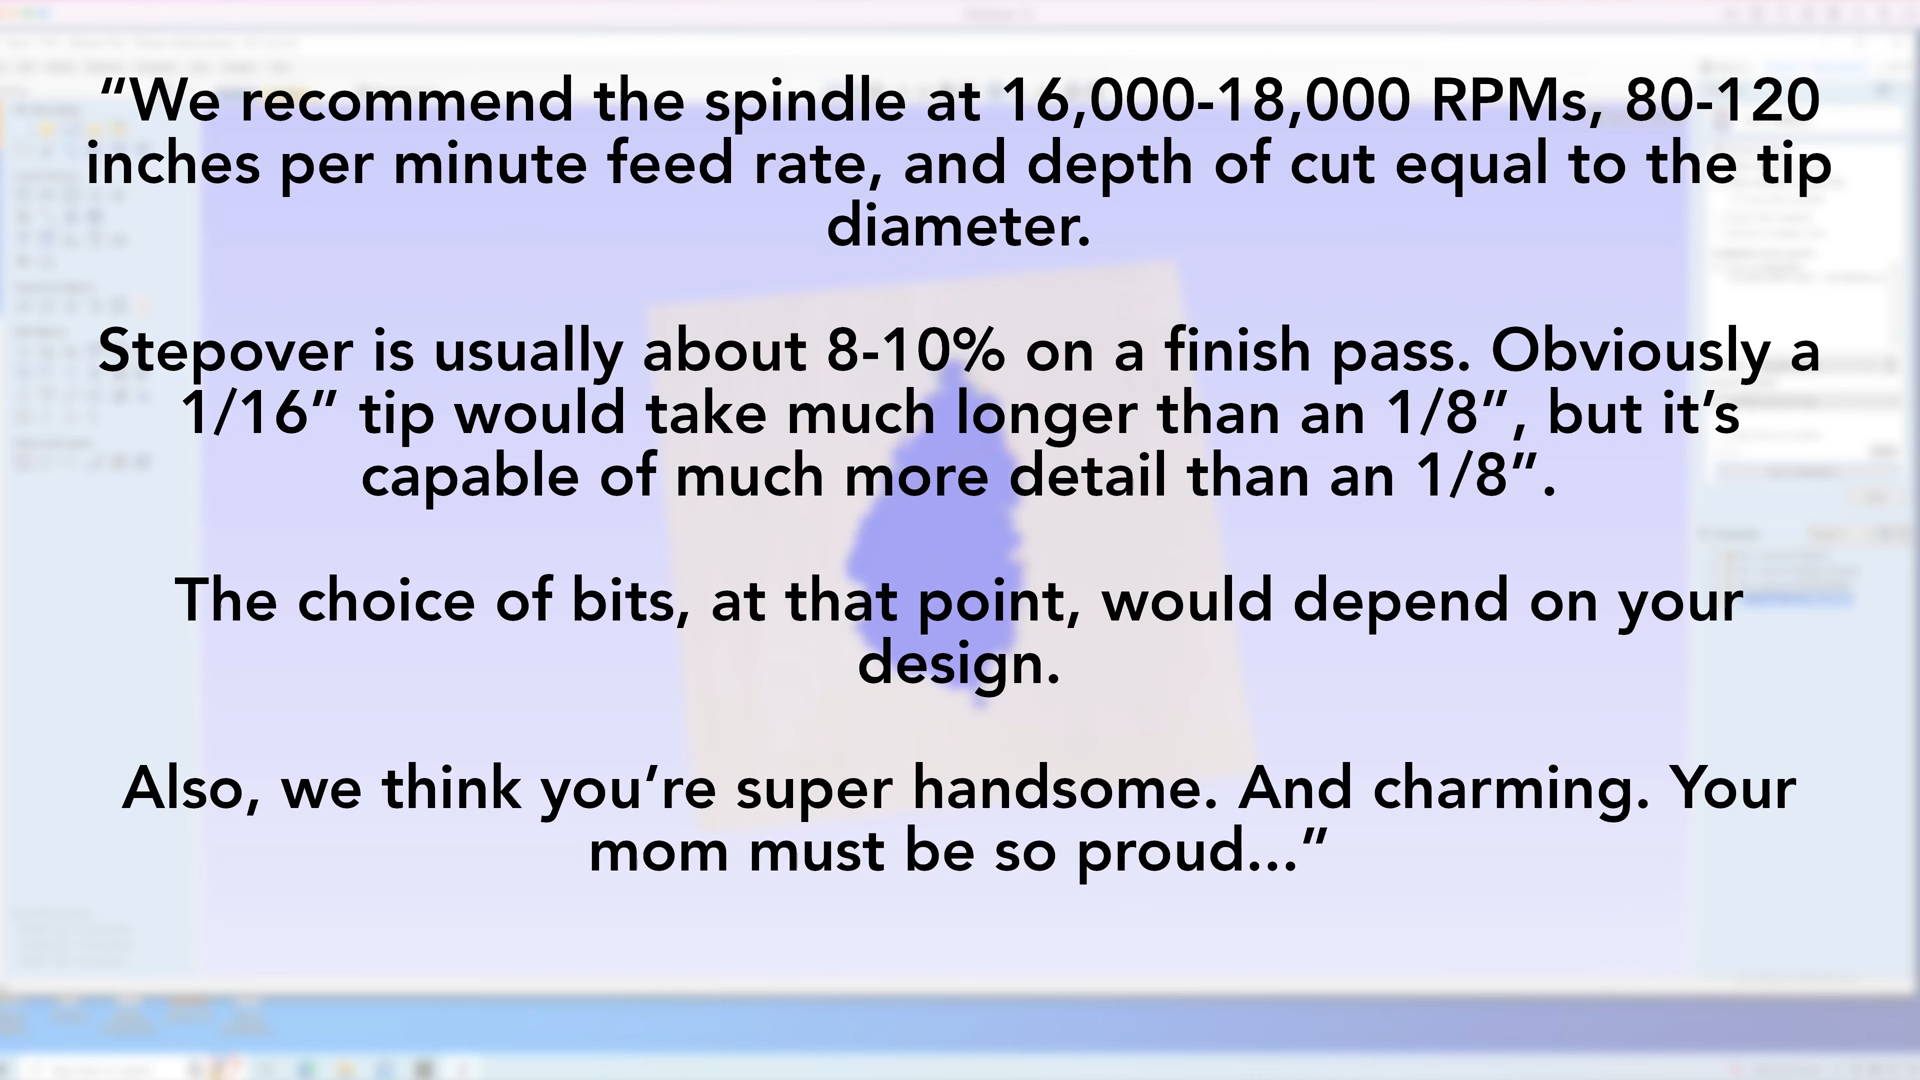 “We recommend the spindle at 16,000-18,000 RPMs, 80-120
inches per minute feed rate, and depth of cut equal to the tip
diameter.
Stepover is usually about 8-10% on a finish pass. Obviously a
1/16” tip would take much longer than an 1/8”, but it’s
capable of much more detail than an 1/8”.
The choice of bits, at that point, would depend on your
design.
Also, we think you’re super handsome. And charming. Your
mom must be so proud...”